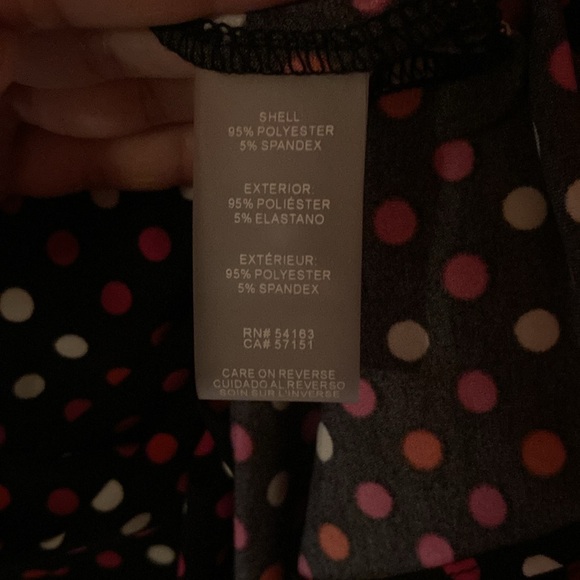 SHELL
95% POLYESTER
5% SPANDEX
EXTERIOR:
95% POLIÉSTER
5% ELASTANO
EXTÉRIEUR:
95% POLYESTER
5% SPANDEX
RN# 54163
CA# 57151
CARE ON REVERSE
CUIDADO AL REVERSO
SOIN SUR L'INVERSE